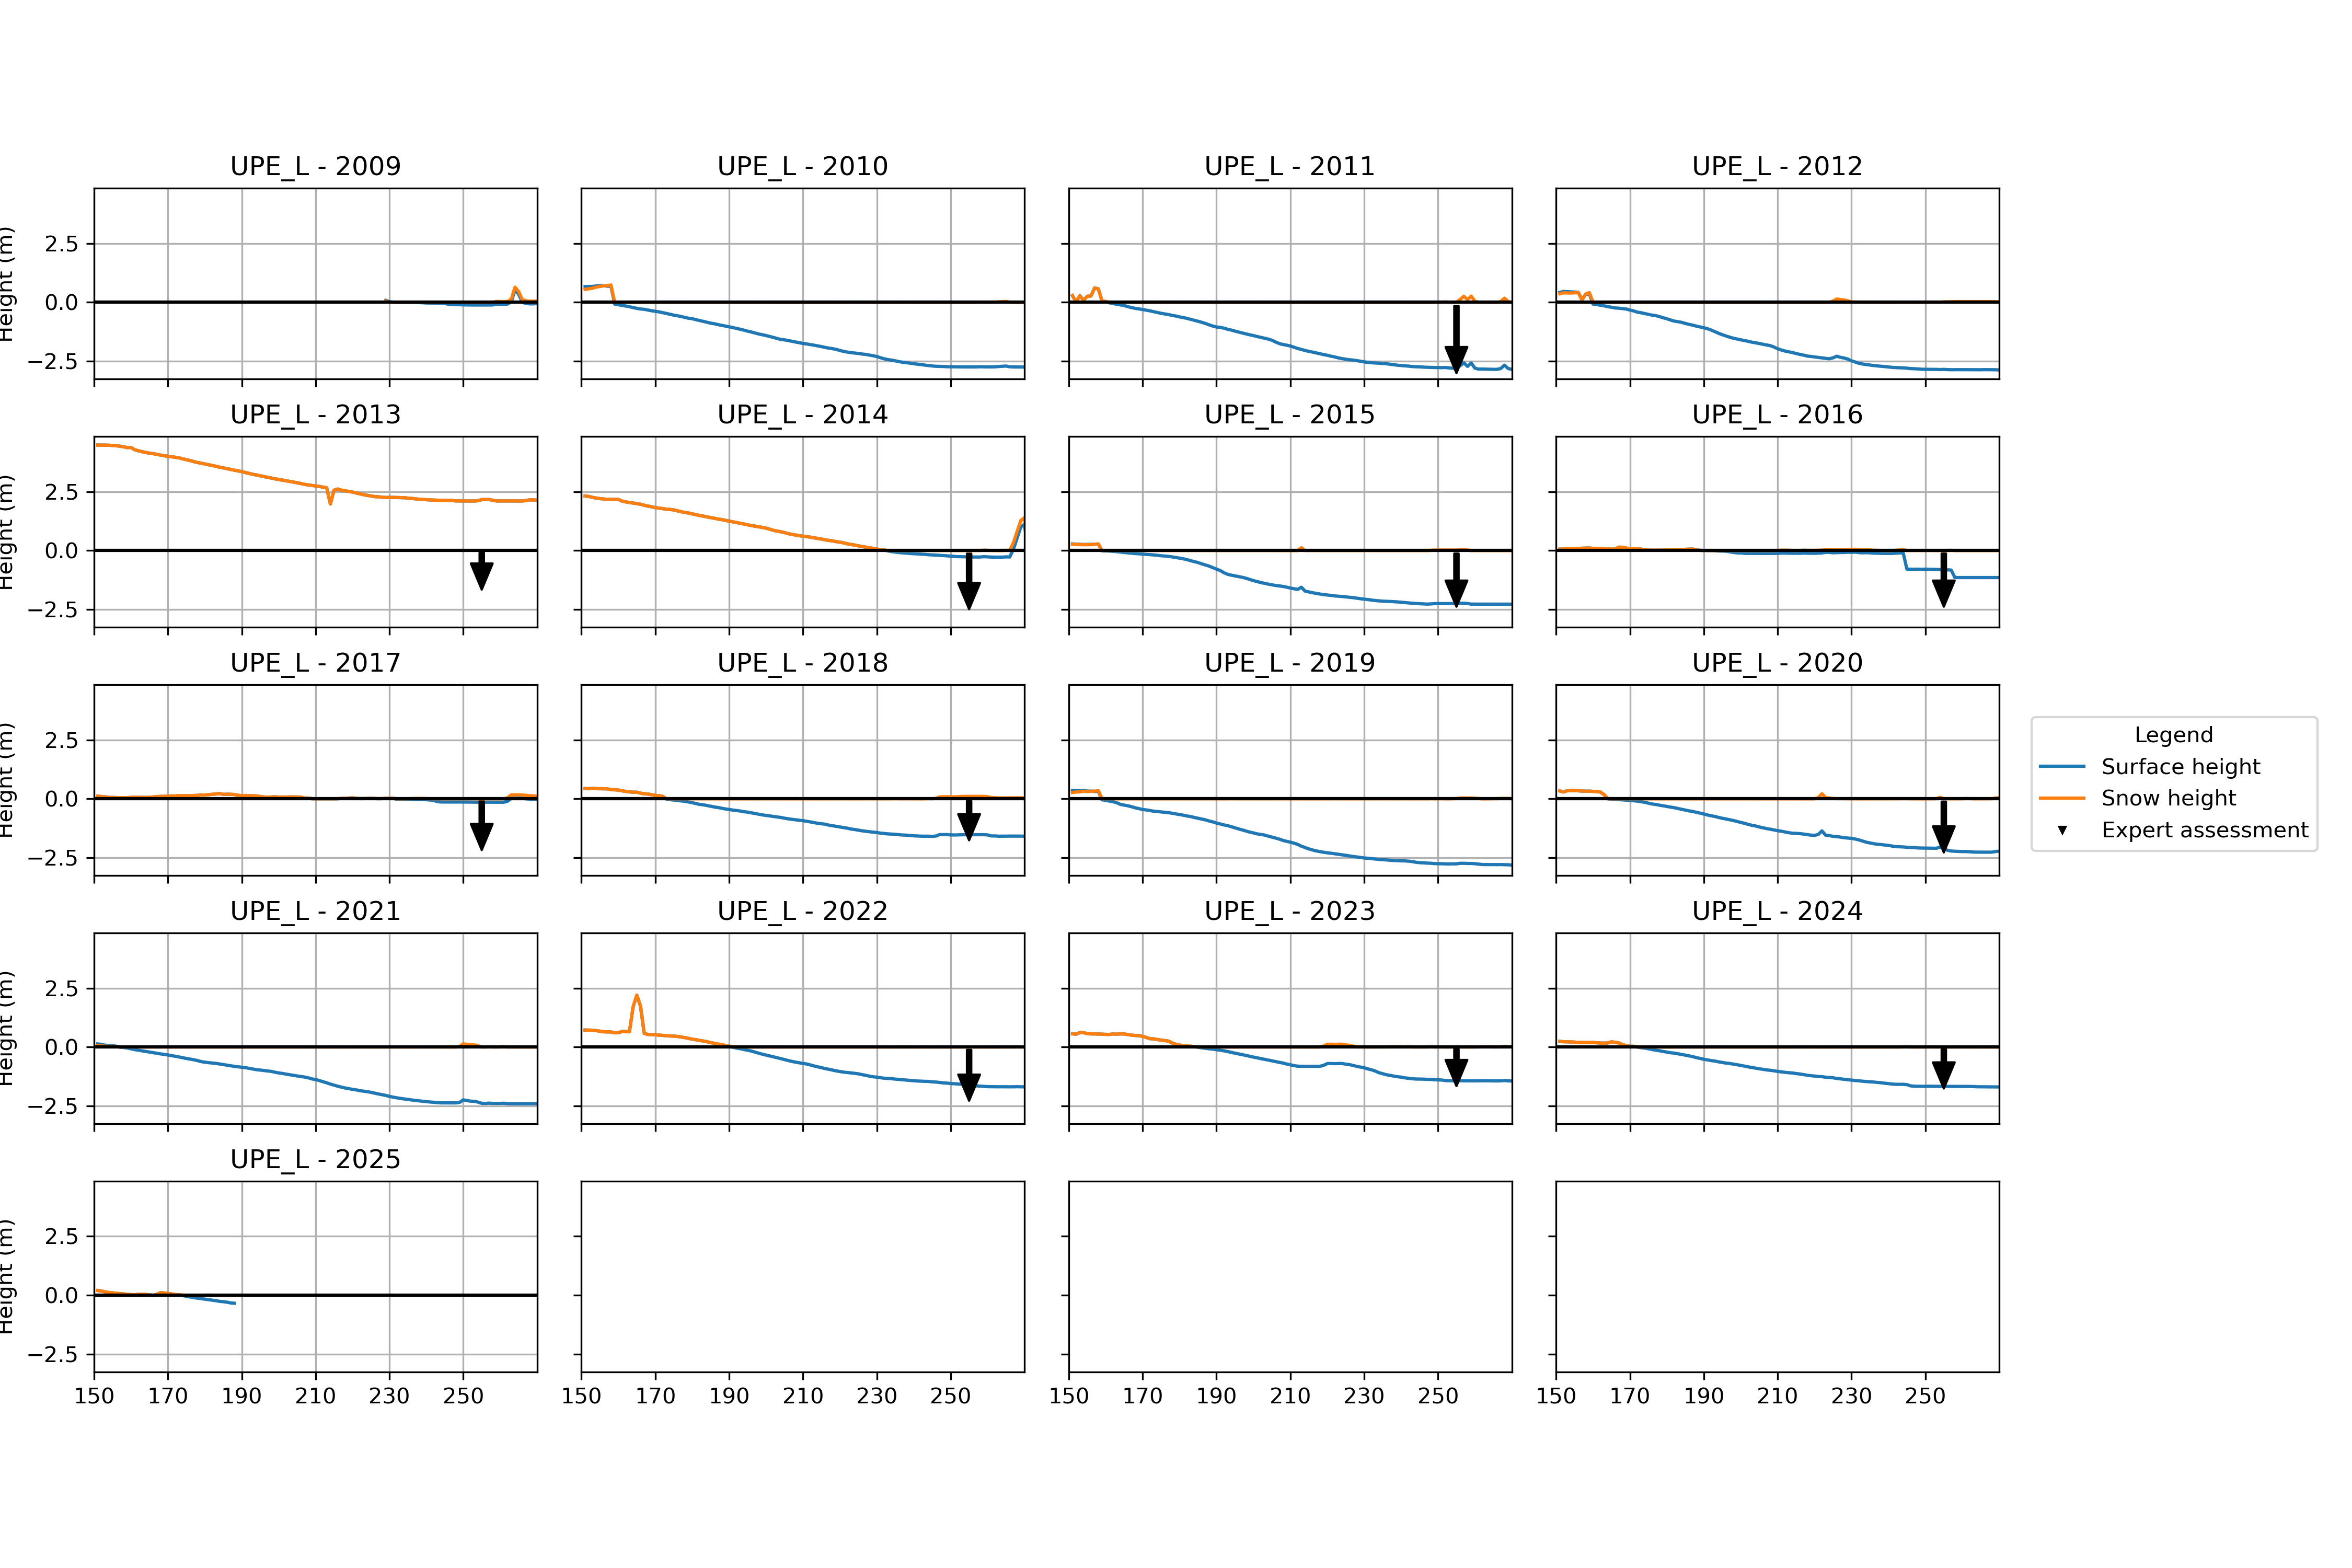 UPE_L - 2009
UPE_L - 2010
UPE_L - 2011
UPE_L - 2012
Height (m)
2.5
0.0
−2.5
UPE_L - 2013
UPE_L - 2014
UPE_L - 2015
UPE_L - 2016
Height (m)
2.5
0.0
−2.5
UPE_L - 2017
UPE_L - 2018
UPE_L - 2019
UPE_L - 2020
Height (m)
2.5
0.0
−2.5
Legend
Surface height
Snow height
Expert assessment
UPE_L - 2021
UPE_L - 2022
UPE_L - 2023
UPE_L - 2024
Height (m)
2.5
0.0
−2.5
UPE_L - 2025
Height (m)
2.5
0.0
−2.5
150 170 190 210 230 250
150 170 190 210 230 250
150 170 190 210 230 250
150 170 190 210 230 250